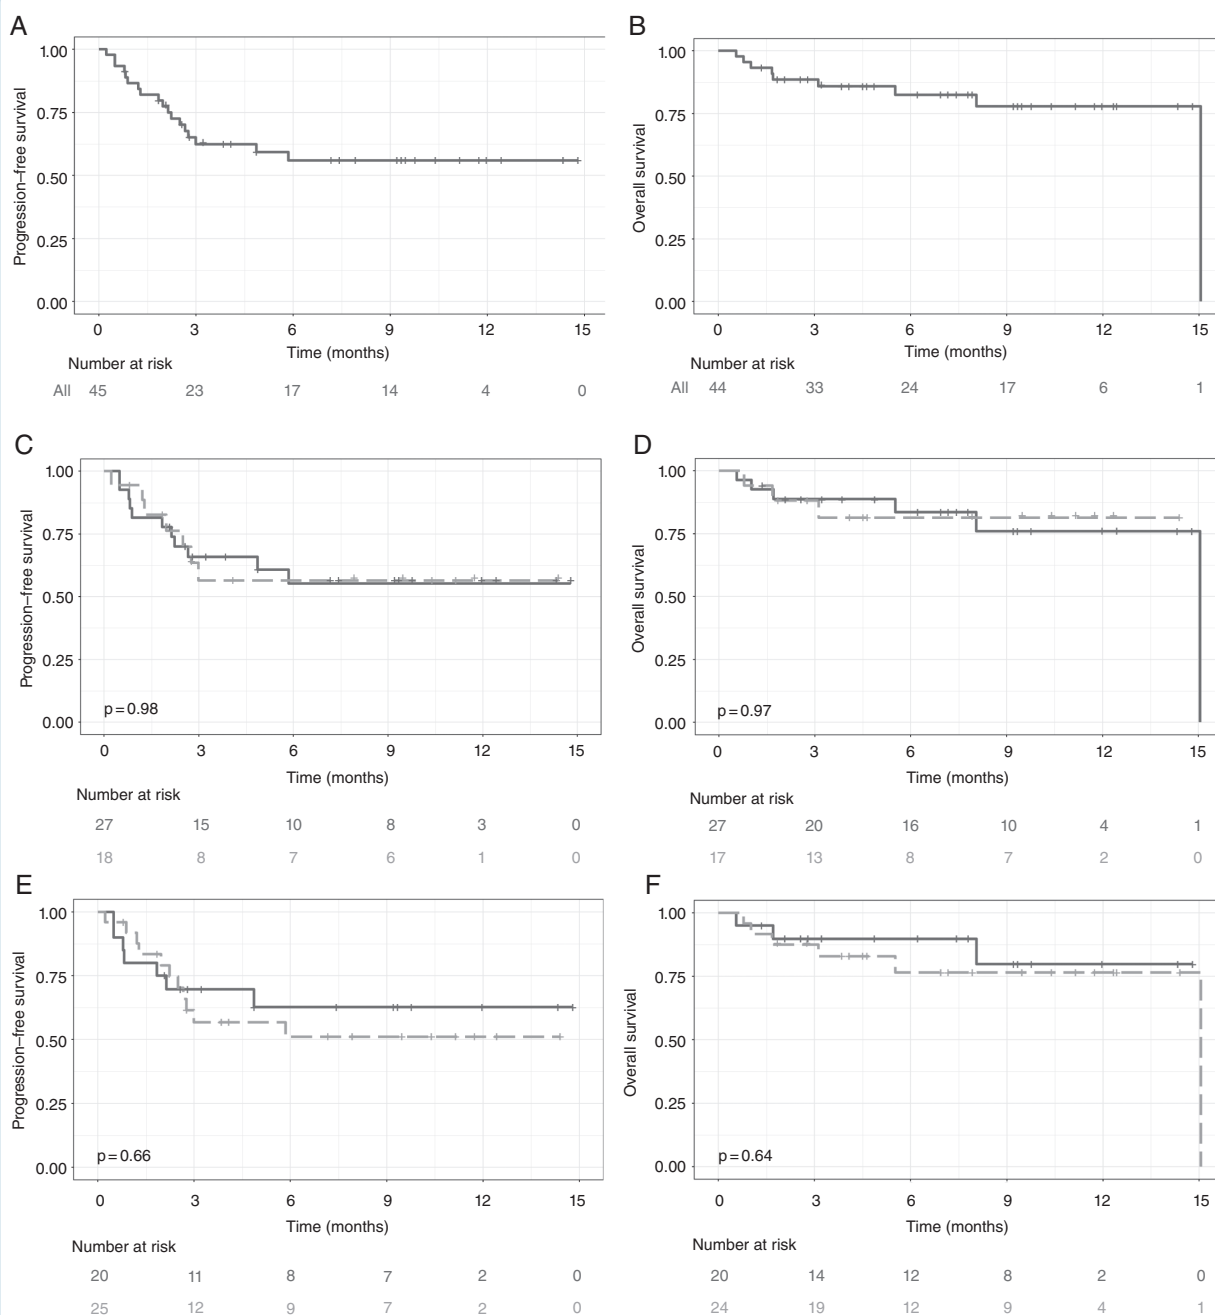 A
Progression–free survival
1.00
0.75
0.50
0.25
0.00
0 3 6 9 12 15
Time (months)
Number at risk
All 45 23 17 14 4 0
B
Overall survival
1.00
0.75
0.50
0.25
0.00
0 3 6 9 12 15
Time (months)
Number at risk
All 44 33 24 17 6 1
C
Progression–free survival
1.00
0.75
0.50
0.25
0.00
p=0.98
0 3 6 9 12 15
Time (months)
Number at risk
27 15 10 8 3 0
18 8 7 6 1 0
D
Overall survival
1.00
0.75
0.50
0.25
0.00
p=0.97
0 3 6 9 12 15
Time (months)
Number at risk
27 20 16 10 4 1
17 13 8 7 2 0
E
Progression–free survival
1.00
0.75
0.50
0.25
0.00
p=0.66
0 3 6 9 12 15
Time (months)
Number at risk
20 11 8 7 2 0
25 12 9 7 2 0
F
Overall survival
1.00
0.75
0.50
0.25
0.00
p=0.64
0 3 6 9 12 15
Time (months)
Number at risk
20 14 12 8 2 0
24 19 12 9 4 1